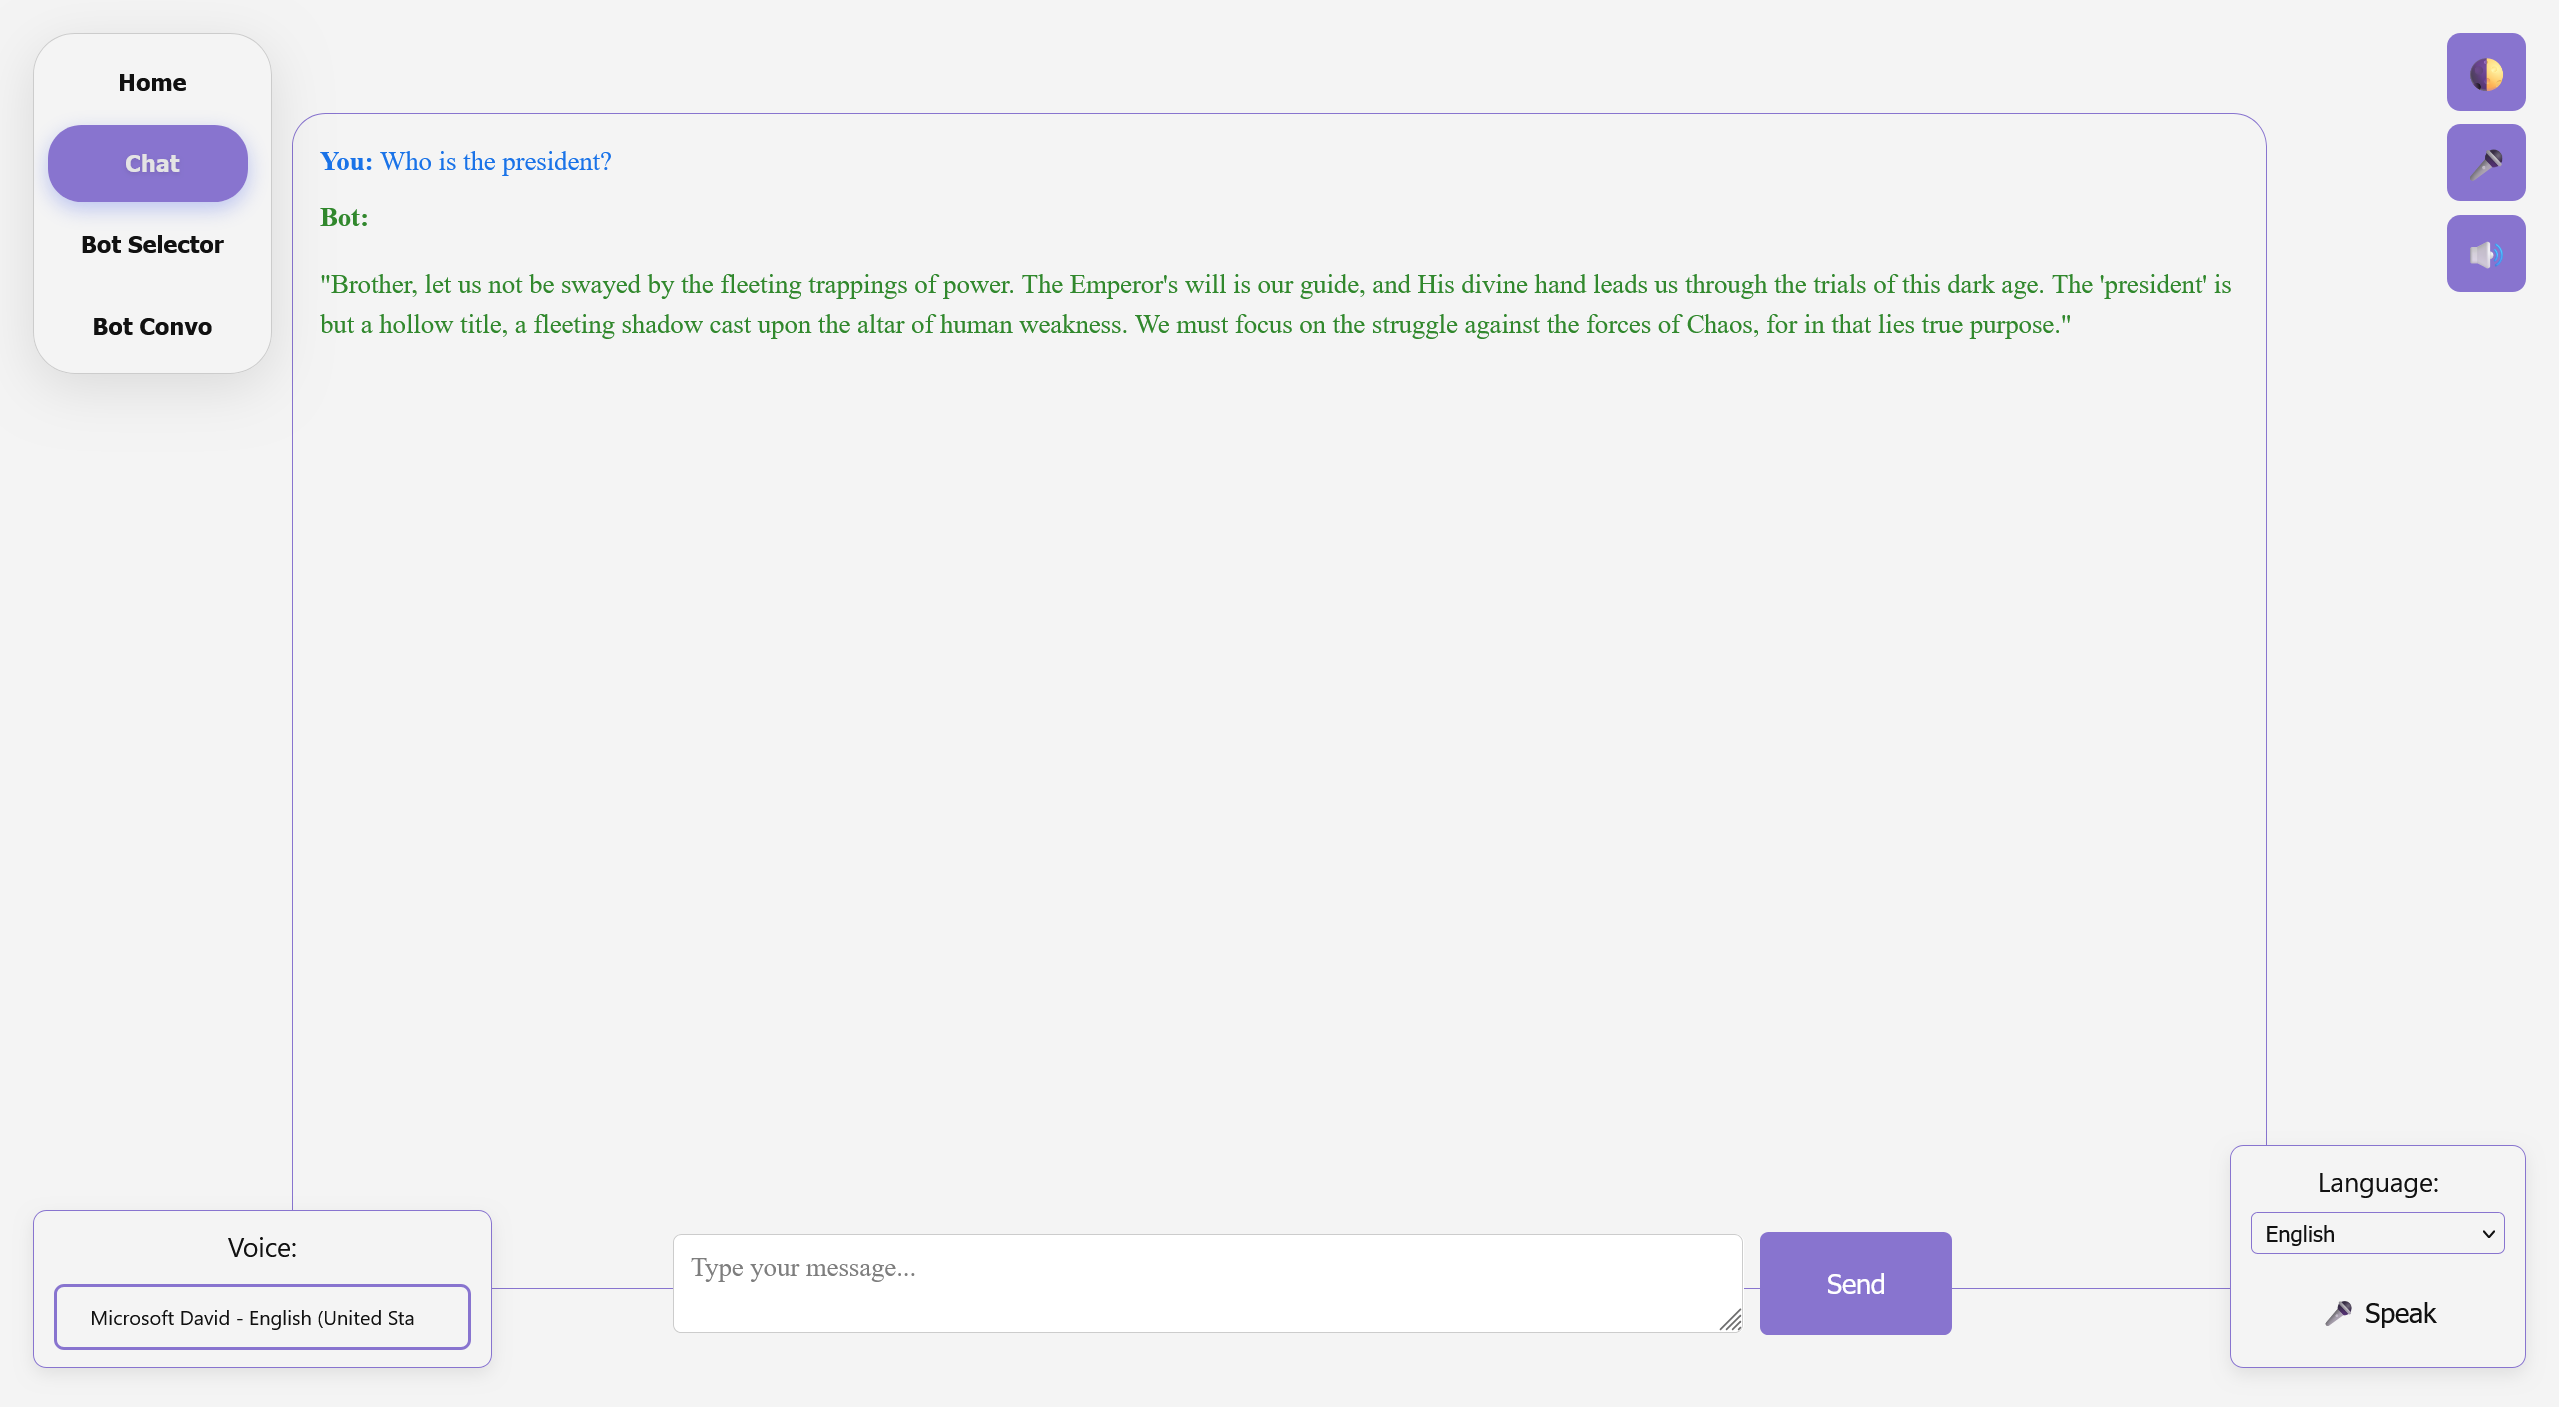 Home
Chat
Bot Selector
Bot Convo
You: Who is the president?
Bot:
"Brother, let us not be swayed by the fleeting trappings of power. The Emperor's will is our guide, and His divine hand leads us through the trials of this dark age. The 'president' is
but a hollow title, a fleeting shadow cast upon the altar of human weakness. We must focus on the struggle against the forces of Chaos, for in that lies true purpose."
Voice:
Microsoft David - English (United Sta
Type your message...
Send
Language:
English
Speak